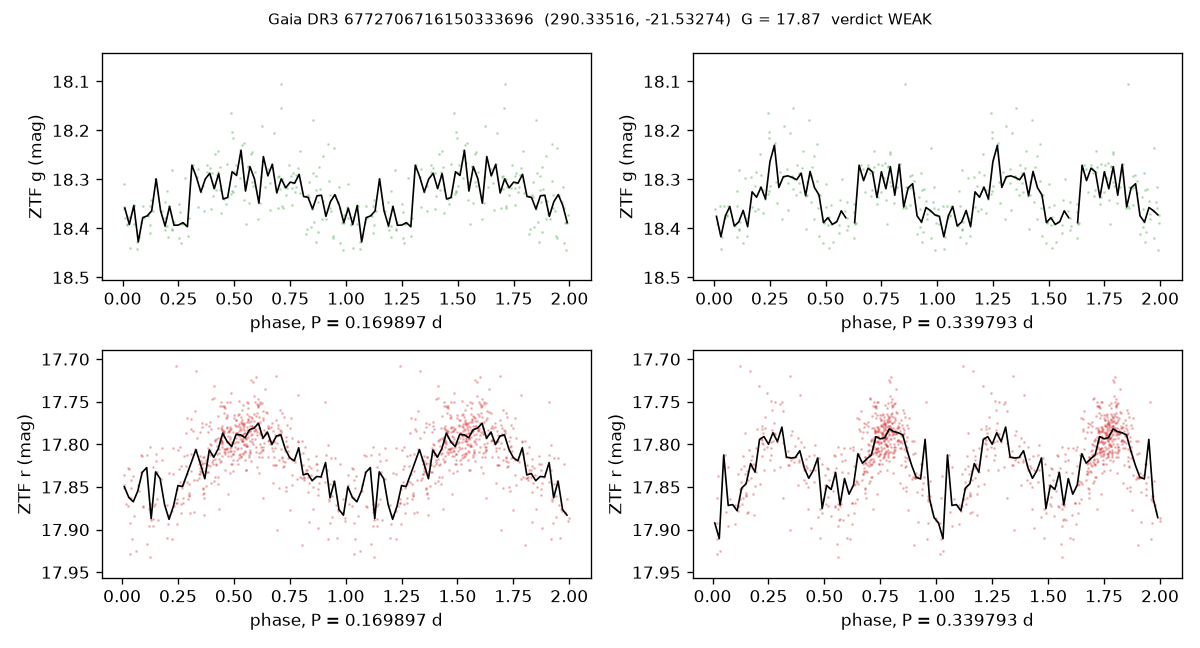 Gaia DR3 6772706716150333696 (290.33516, -21.53274) G = 17.87 verdict WEAK
ZTF g (mag)
18.1
18.2
18.3
18.4
18.5
0.00 0.25 0.50 0.75 1.00 1.25 1.50 1.75 2.00
phase, P = 0.169897 d
ZTF g (mag)
18.1
18.2
18.3
18.4
18.5
0.00 0.25 0.50 0.75 1.00 1.25 1.50 1.75 2.00
phase, P = 0.339793 d
ZTF r (mag)
17.70
17.75
17.80
17.85
17.90
17.95
0.00 0.25 0.50 0.75 1.00 1.25 1.50 1.75 2.00
phase, P = 0.169897 d
ZTF r (mag)
17.70
17.75
17.80
17.85
17.90
17.95
0.00 0.25 0.50 0.75 1.00 1.25 1.50 1.75 2.00
phase, P = 0.339793 d